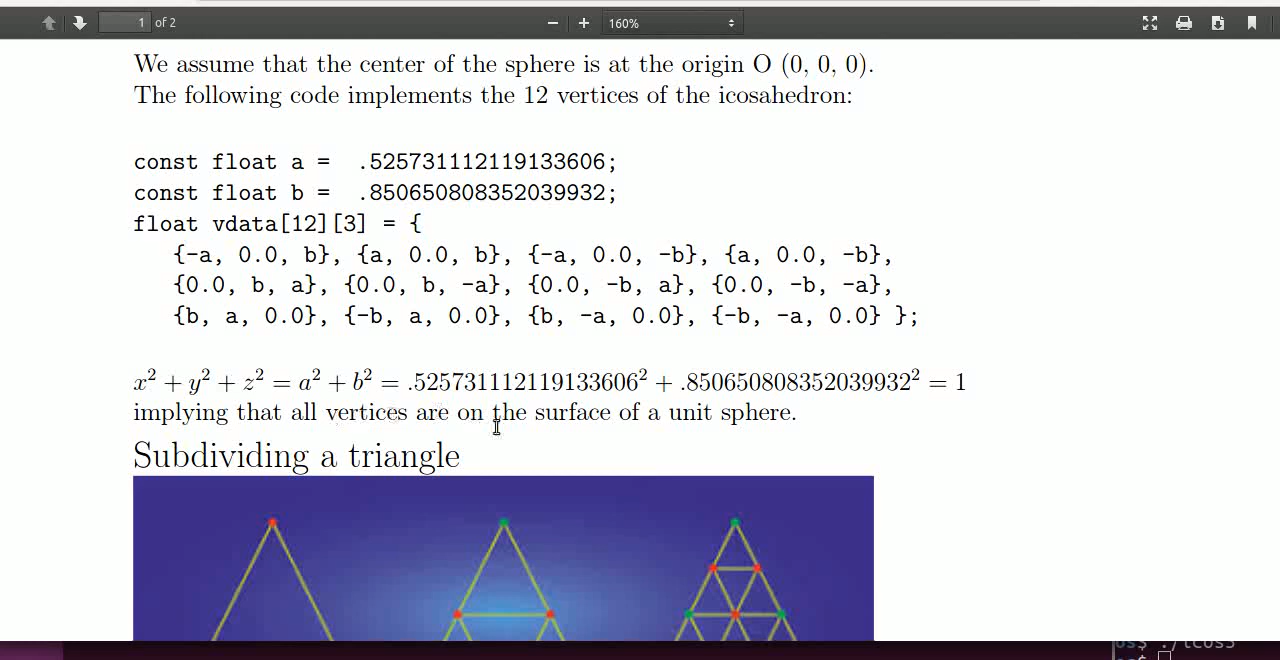 1 of 2
160%
We assume that the center of the sphere is at the origin O (0, 0, 0).
The following code implements the 12 vertices of the icosahedron:
const float a = .525731112119133606;
const float b = .850650808352039932;
float vdata[12][3] = {
{-a, 0.0, b}, {a, 0.0, b}, {-a, 0.0, -b}, {a, 0.0, -b},
{0.0, b, a}, {0.0, b, -a}, {0.0, -b, a}, {0.0, -b, -a},
{b, a, 0.0}, {-b, a, 0.0}, {b, -a, 0.0}, {-b, -a, 0.0} };
x² + y² + z² = a² + b² = .525731112119133606² + .850650808352039932² = 1
implying that all vertices are on the surface of a unit sphere.
Subdividing a triangle